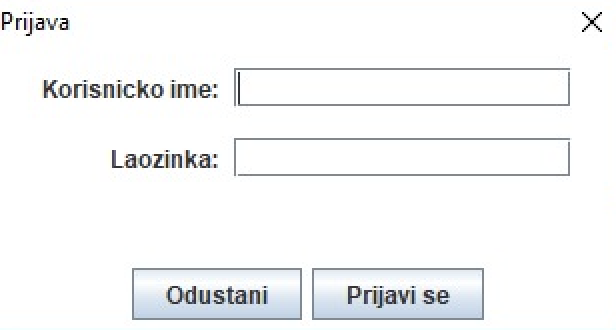 Prijava
Korisnicko ime:
Laozinka:
Odustani Prijavi se